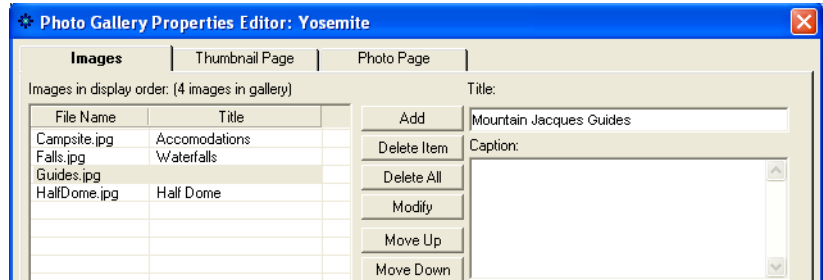 Photo Gallery Properties Editor: Yosemite
Images Thumbnail Page Photo Page
Images in display order: (4 images in gallery)
File Name Title
Campsite.jpg Accomodations
Falls.jpg Waterfalls
Guides.jpg
HalfDome.jpg Half Dome
Add
Delete Item
Delete All
Modify
Move Up
Move Down
Title:
Mountain Jacques Guides
Caption: